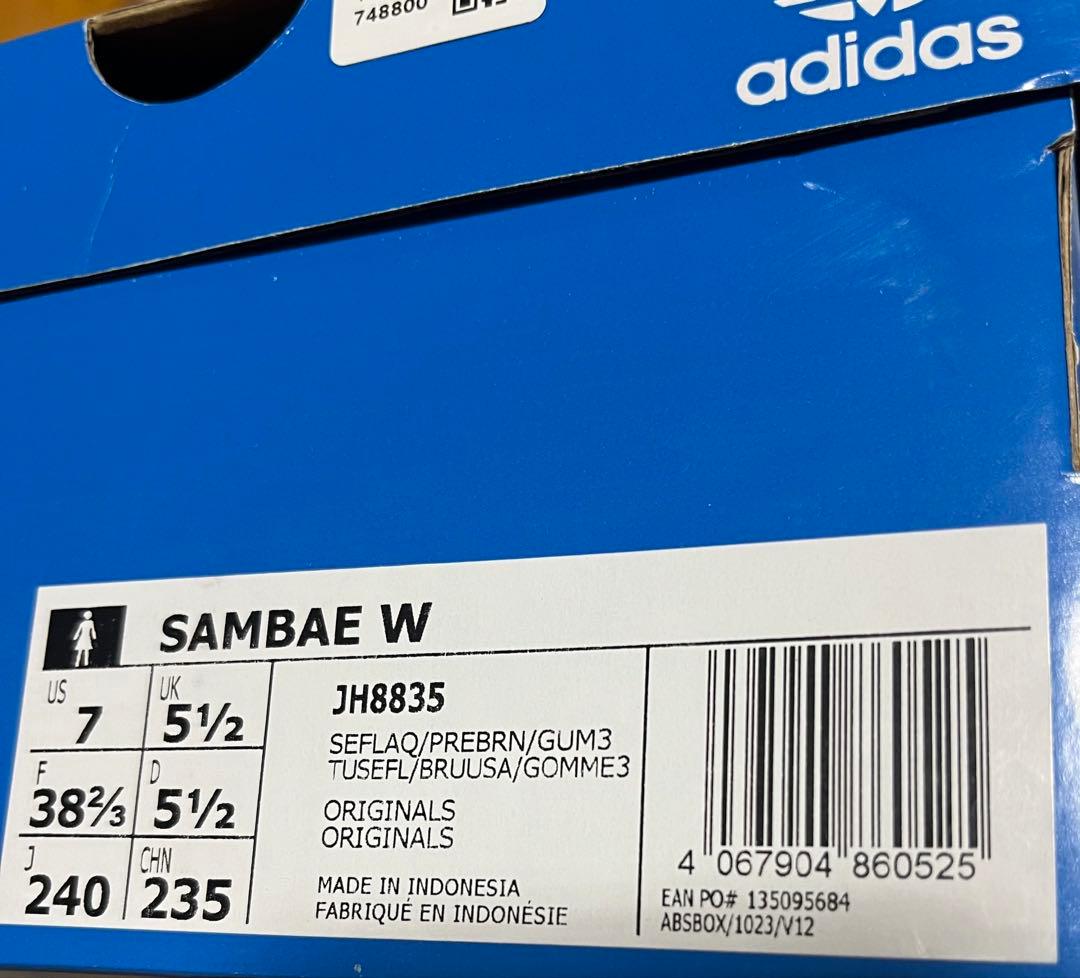 748800
adidas
SAMBAE W
US
7
UK
5½
F
38⅔
D
5½
J
240
CHN
235
JH8835
SEFLAQ/PREBRN/GUM3
TUSEFL/BRUUSA/GOMME3
ORIGINALS
ORIGINALS
MADE IN INDONESIA
FABRIQUÉ EN INDONÉSIE
4 067904 860525
EAN PO# 135095684
ABSBOX/1023/V12